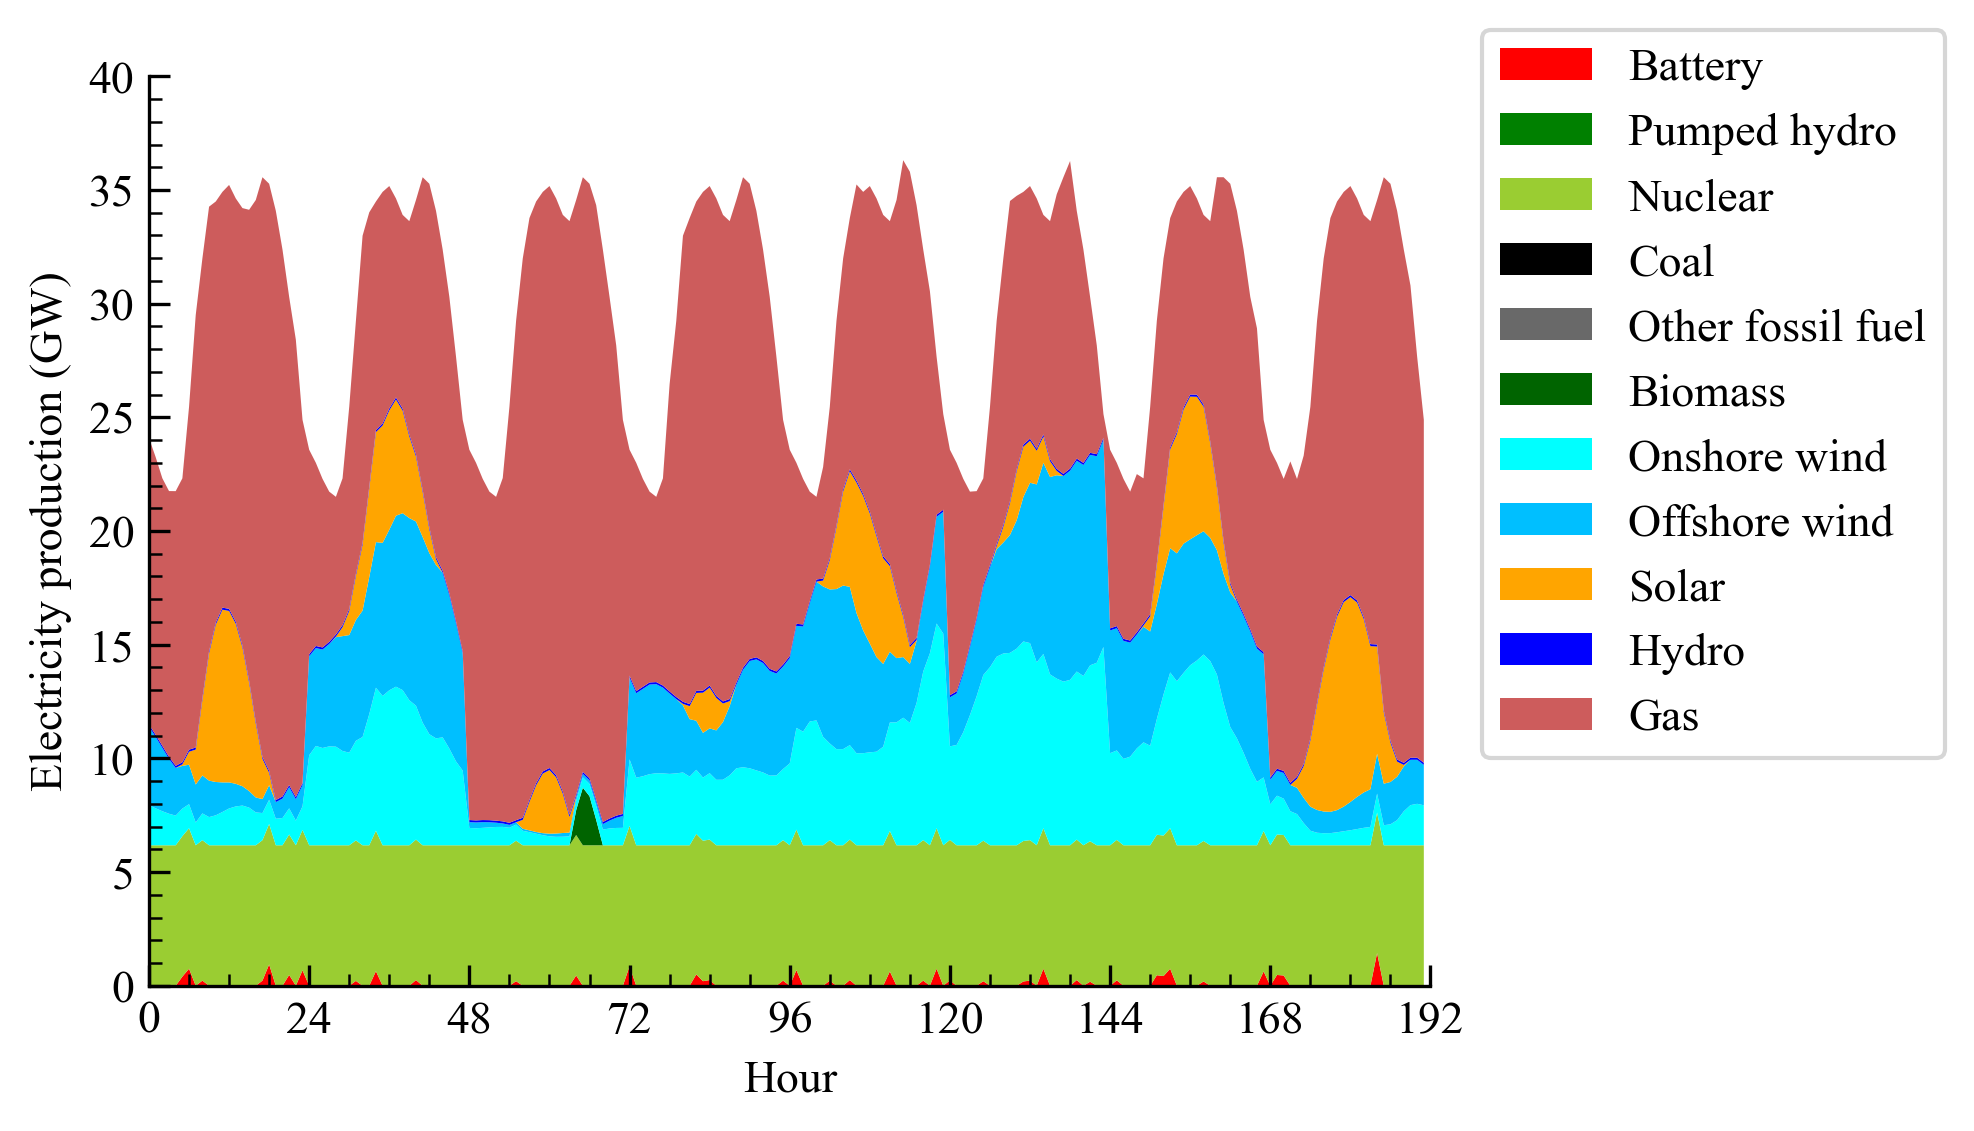 40
35
30
25
20
15
10
5
0
Electricity production (GW)
0 24 48 72 96 120 144 168 192
Hour
Battery
Pumped hydro
Nuclear
Coal
Other fossil fuel
Biomass
Onshore wind
Offshore wind
Solar
Hydro
Gas